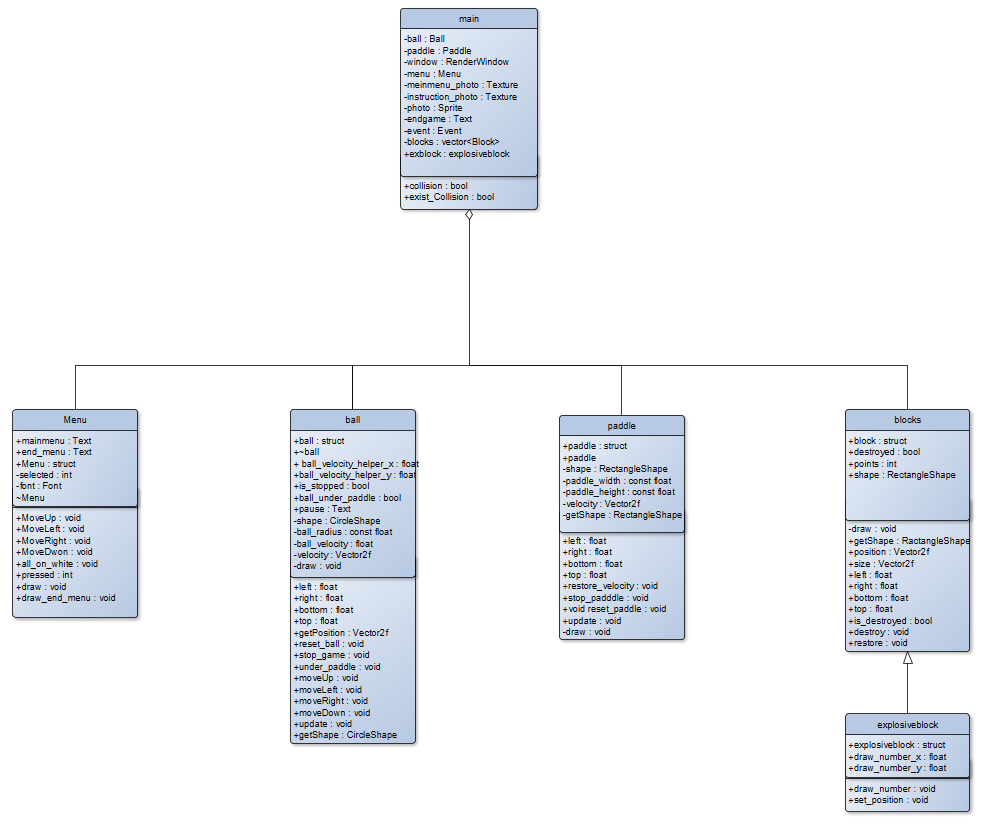 main
-ball : Ball
-paddle : Paddle
-window : RenderWindow
-menu : Menu
-meinmenu_photo : Texture
-instruction_photo : Texture
-photo : Sprite
-endgame : Text
-event : Event
-blocks : vector<Block>
+exblock : explosiveblock
+collision : bool
+exist_Collision : bool
Menu
+mainmenu : Text
+end_menu : Text
+Menu : struct
-selected : int
-font : Font
~Menu
+MoveUp : void
+MoveLeft : void
+MoveRight : void
+MoveDwon : void
+all_on_white : void
+pressed : int
+draw : void
+draw_end_menu : void
ball
+ball : struct
+~ball
+ ball_velocity_helper_x : float
+ball_velocity_helper_y : float
+is_stopped : bool
+ball_under_paddle : bool
+pause : Text
-shape : CircleShape
-ball_radius : const float
-ball_velocity : float
-velocity : Vector2f
-draw : void
+left : float
+right : float
+bottom : float
+top : float
+getPosition : Vector2f
+reset_ball : void
+stop_game : void
+under_paddle : void
+moveUp : void
+moveLeft : void
+moveRight : void
+moveDown : void
+update : void
+getShape : CircleShape
paddle
+paddle : struct
+paddle
-shape : RectangleShape
-paddle_width : const float
-paddle_height : const float
-velocity : Vector2f
-getShape : RectangleShape
+left : float
+right : float
+bottom : float
+top : float
+restore_velocity : void
+stop_padddle : void
+void reset_paddle : void
+update : void
-draw : void
blocks
+block : struct
+destroyed : bool
+points : int
+shape : RectangleShape
-draw : void
+getShape : RactangleShape
+position : Vector2f
+size : Vector2f
+left : float
+right : float
+bottom : float
+top : float
+is_destroyed : bool
+destroy : void
+restore : void
explosiveblock
+explosiveblock : struct
+draw_number_x : float
+draw_number_y : float
+draw_number : void
+set_position : void